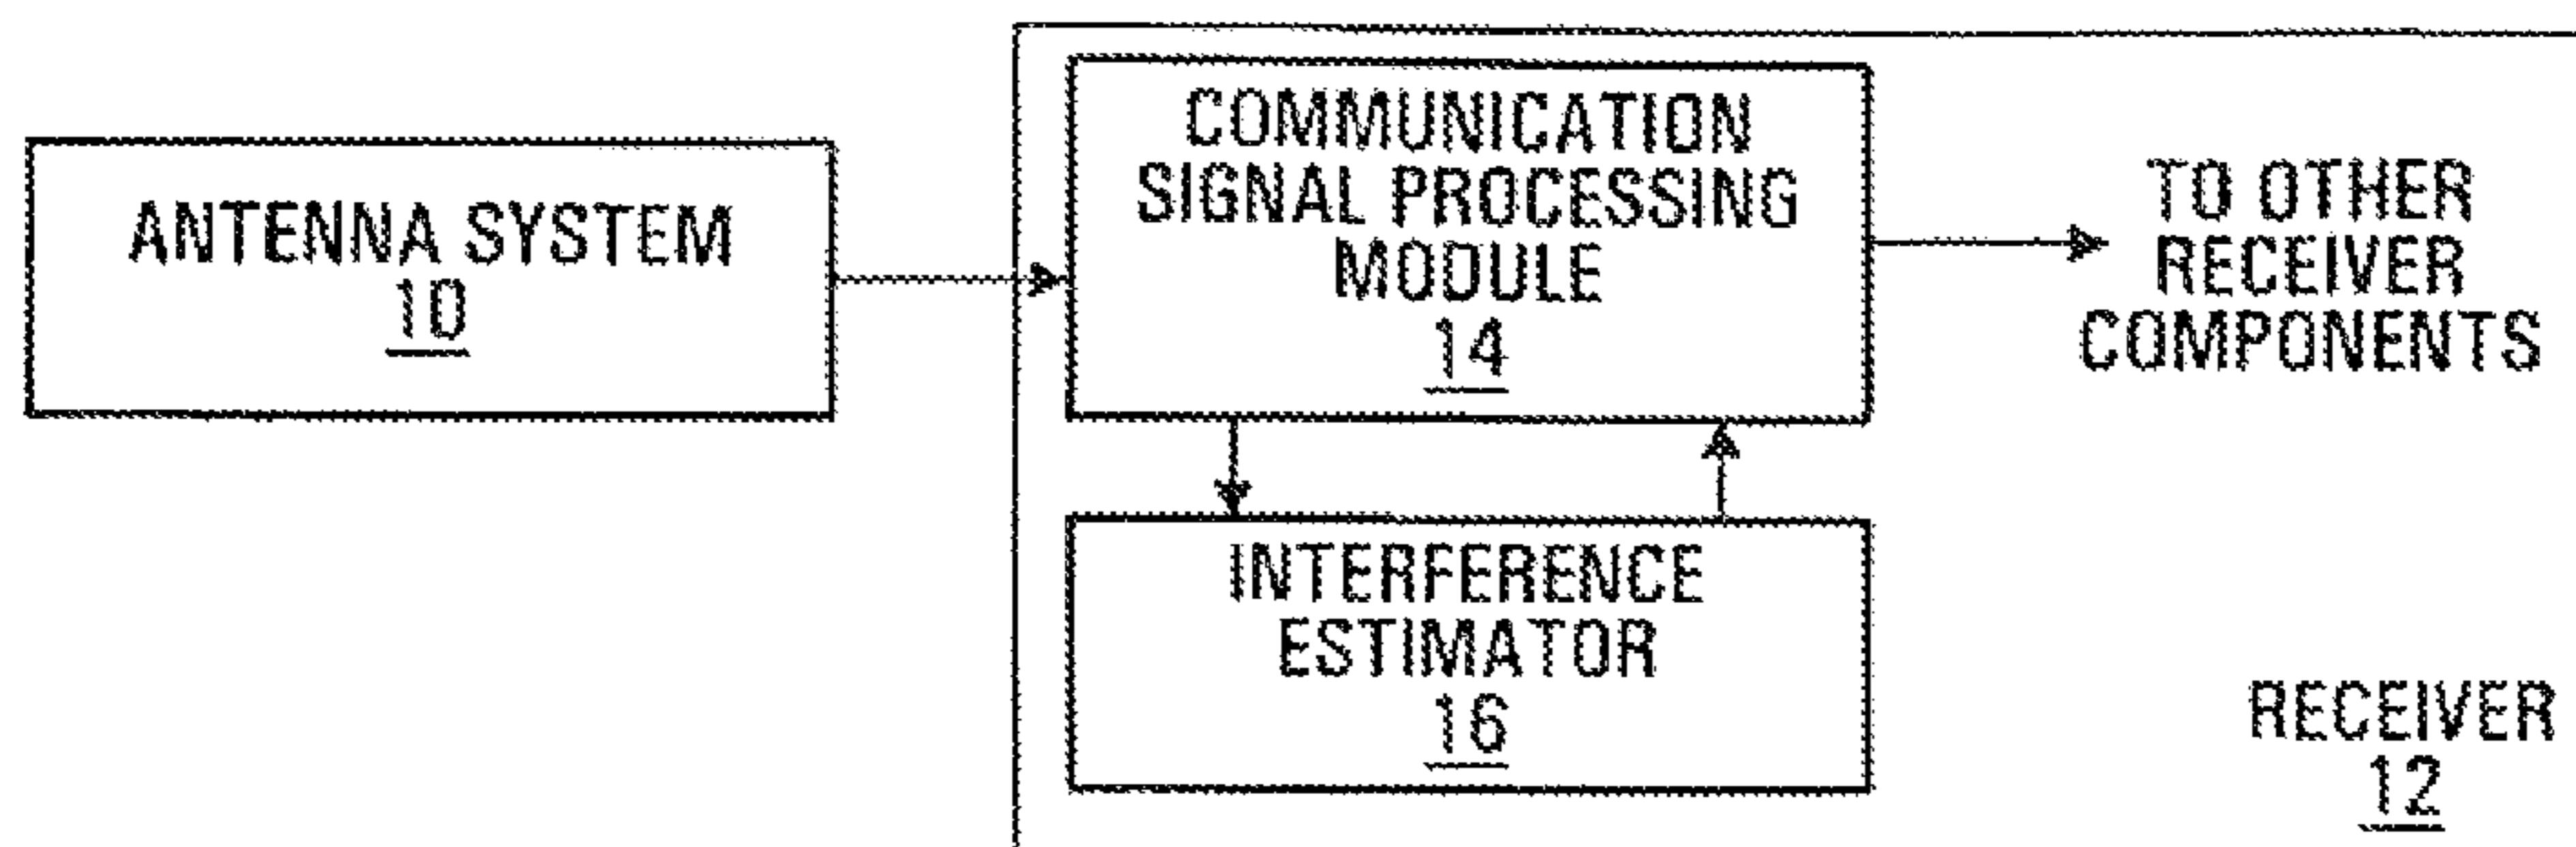 ANTENNA SYSTEM
10
COMMUNICATION
SIGNAL PROCESSING
MODULE
14
TO OTHER
RECEIVER
COMPONENTS
INTERFERENCE
ESTIMATOR
16
RECEIVER
12